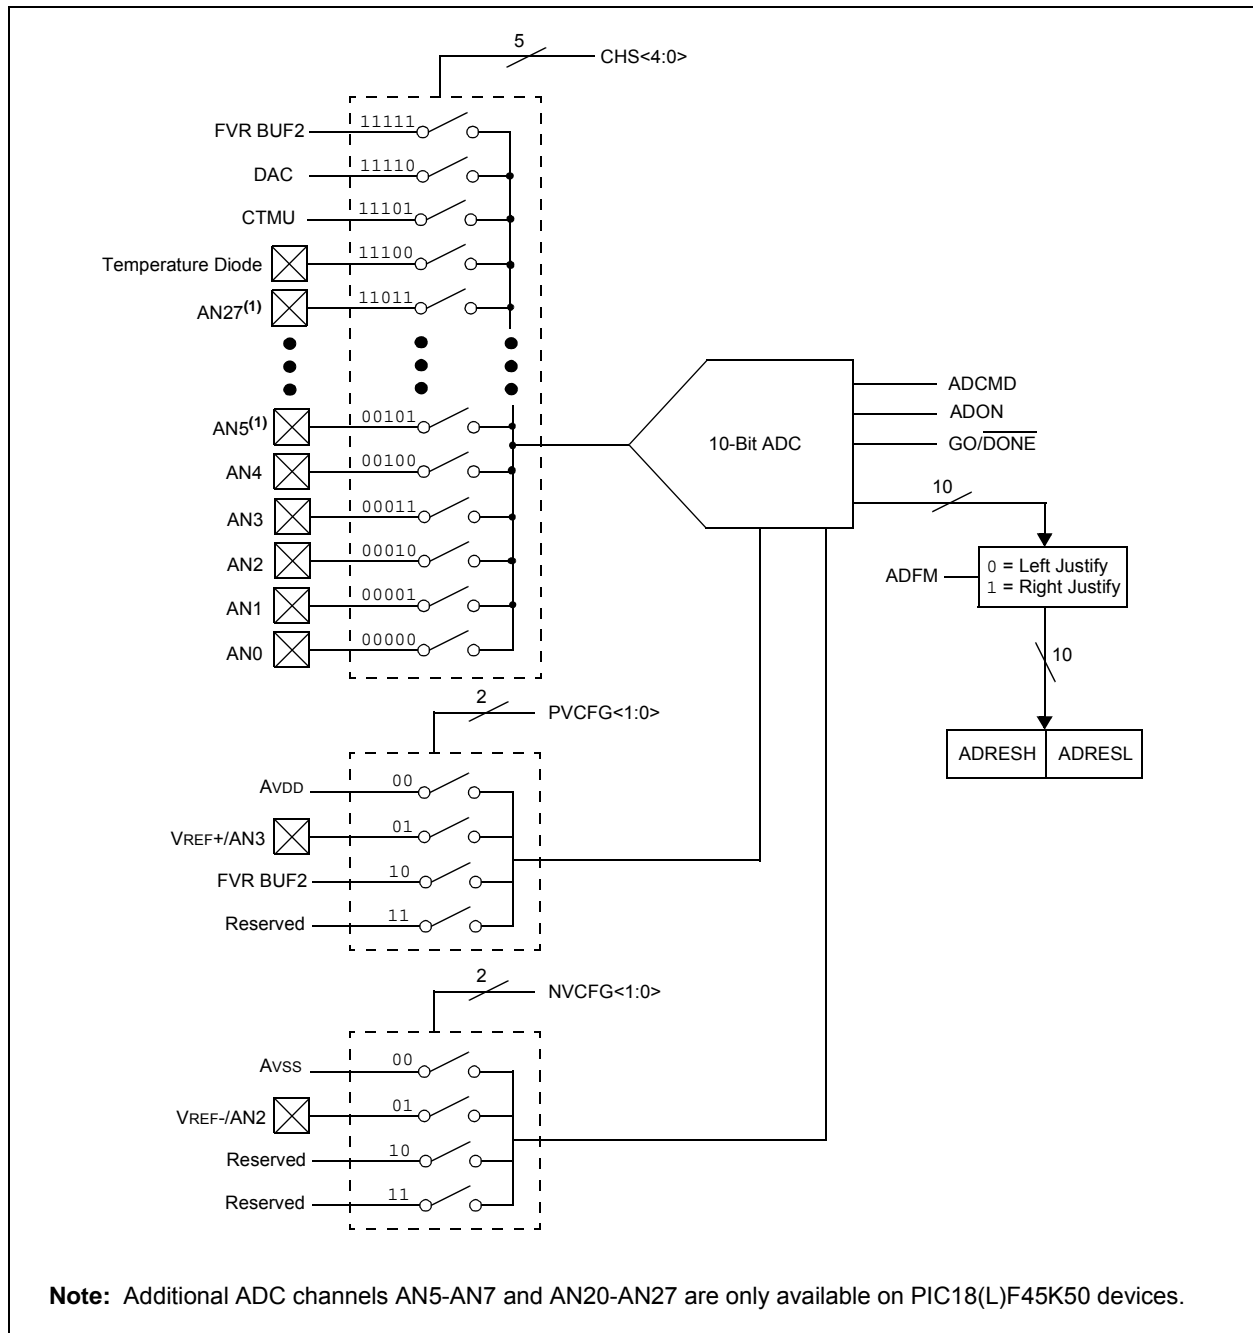 5
CHS<4:0>
FVR BUF2 11111
DAC 11110
CTMU 11101
Temperature Diode 11100
AN27(1) 11011
AN5(1) 00101
AN4 00100
AN3 00011
AN2 00010
AN1 00001
AN0 00000
10-Bit ADC
ADCMD
ADON
GO/DONE
10
ADFM
0 = Left Justify
1 = Right Justify
10
ADRESH ADRESL
2
PVCFG<1:0>
AVDD 00
VREF+/AN3 01
FVR BUF2 10
Reserved 11
2
NVCFG<1:0>
AVSS 00
VREF-/AN2 01
Reserved 10
Reserved 11
Note: Additional ADC channels AN5-AN7 and AN20-AN27 are only available on PIC18(L)F45K50 devices.